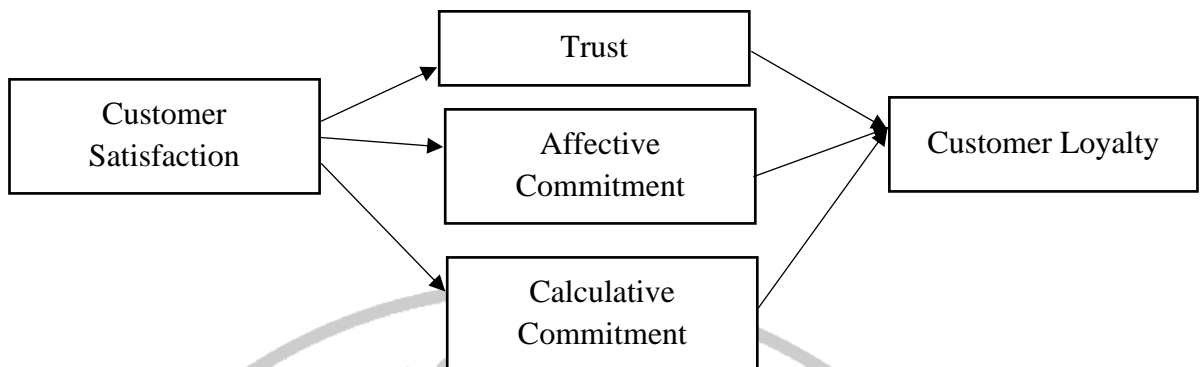 Trust
Customer
Satisfaction
Affective
Commitment
Customer Loyalty
Calculative
Commitment